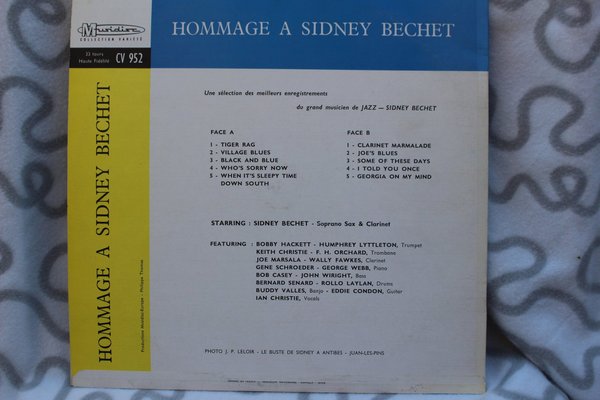 Musidisc
COLLECTION VARIÉTÉ
33 tours
Haute Fidélité
CV 952
HOMMAGE A SIDNEY BECHET
HOMMAGE A SIDNEY BECHET
Productions Musidisc-Europe - Philippe Thomas
Une sélection des meilleurs enregistrements
du grand musicien de JAZZ — SIDNEY BECHET
FACE A
1 - TIGER RAG
2 - VILLAGE BLUES
3 - BLACK AND BLUE
4 - WHO'S SORRY NOW
5 - WHEN IT'S SLEEPY TIME
DOWN SOUTH
FACE B
1 - CLARINET MARMALADE
2 - JOE'S BLUES
3 - SOME OF THESE DAYS
4 - I TOLD YOU ONCE
5 - GEORGIA ON MY MIND
STARRING : SIDNEY BECHET - Soprano Sax & Clarinet
FEATURING : BOBBY HACKETT - HUMPHREY LYTTLETON, Trumpet
KEITH CHRISTIE - F. H. ORCHARD, Trombone
JOE MARSALA - WALLY FAWKES, Clarinet
GENE SCHROEDER - GEORGE WEBB, Piano
BOB CASEY - JOHN WRIGHT, Bass
BERNARD SENARD - ROLLO LAYLAN, Drums
BUDDY VALLES, Banjo - EDDIE CONDON, Guitar
IAN CHRISTIE, Vocals
PHOTO J. P. LELOIR - LE BUSTE DE SIDNEY A ANTIBES - JUAN-LES-PINS